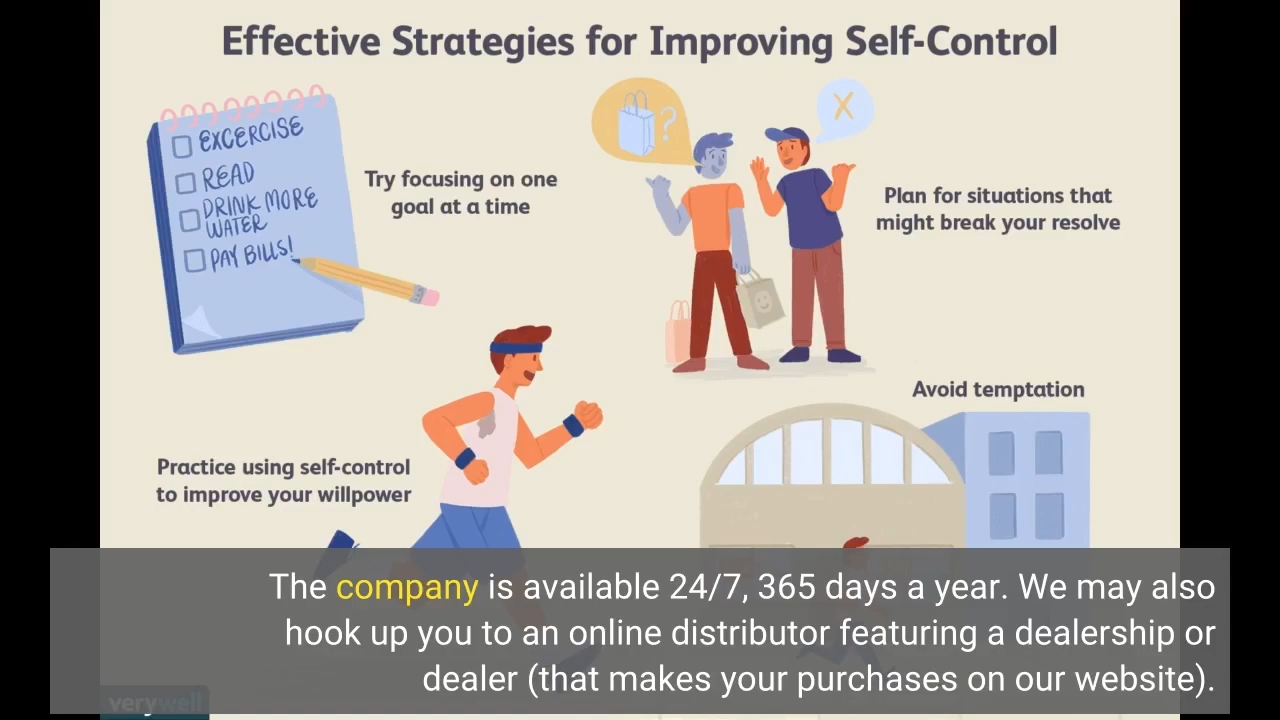 Effective Strategies for Improving Self-Control
EXCERCISE
READ
DRINK MORE
WATER
PAY BILLS!
Try focusing on one
goal at a time
?
X
Plan for situations that
might break your resolve
Practice using self-control
to improve your willpower
Avoid temptation
The company is available 24/7, 365 days a year. We may also
hook up you to an online distributor featuring a dealership or
dealer (that makes your purchases on our website).
verywell